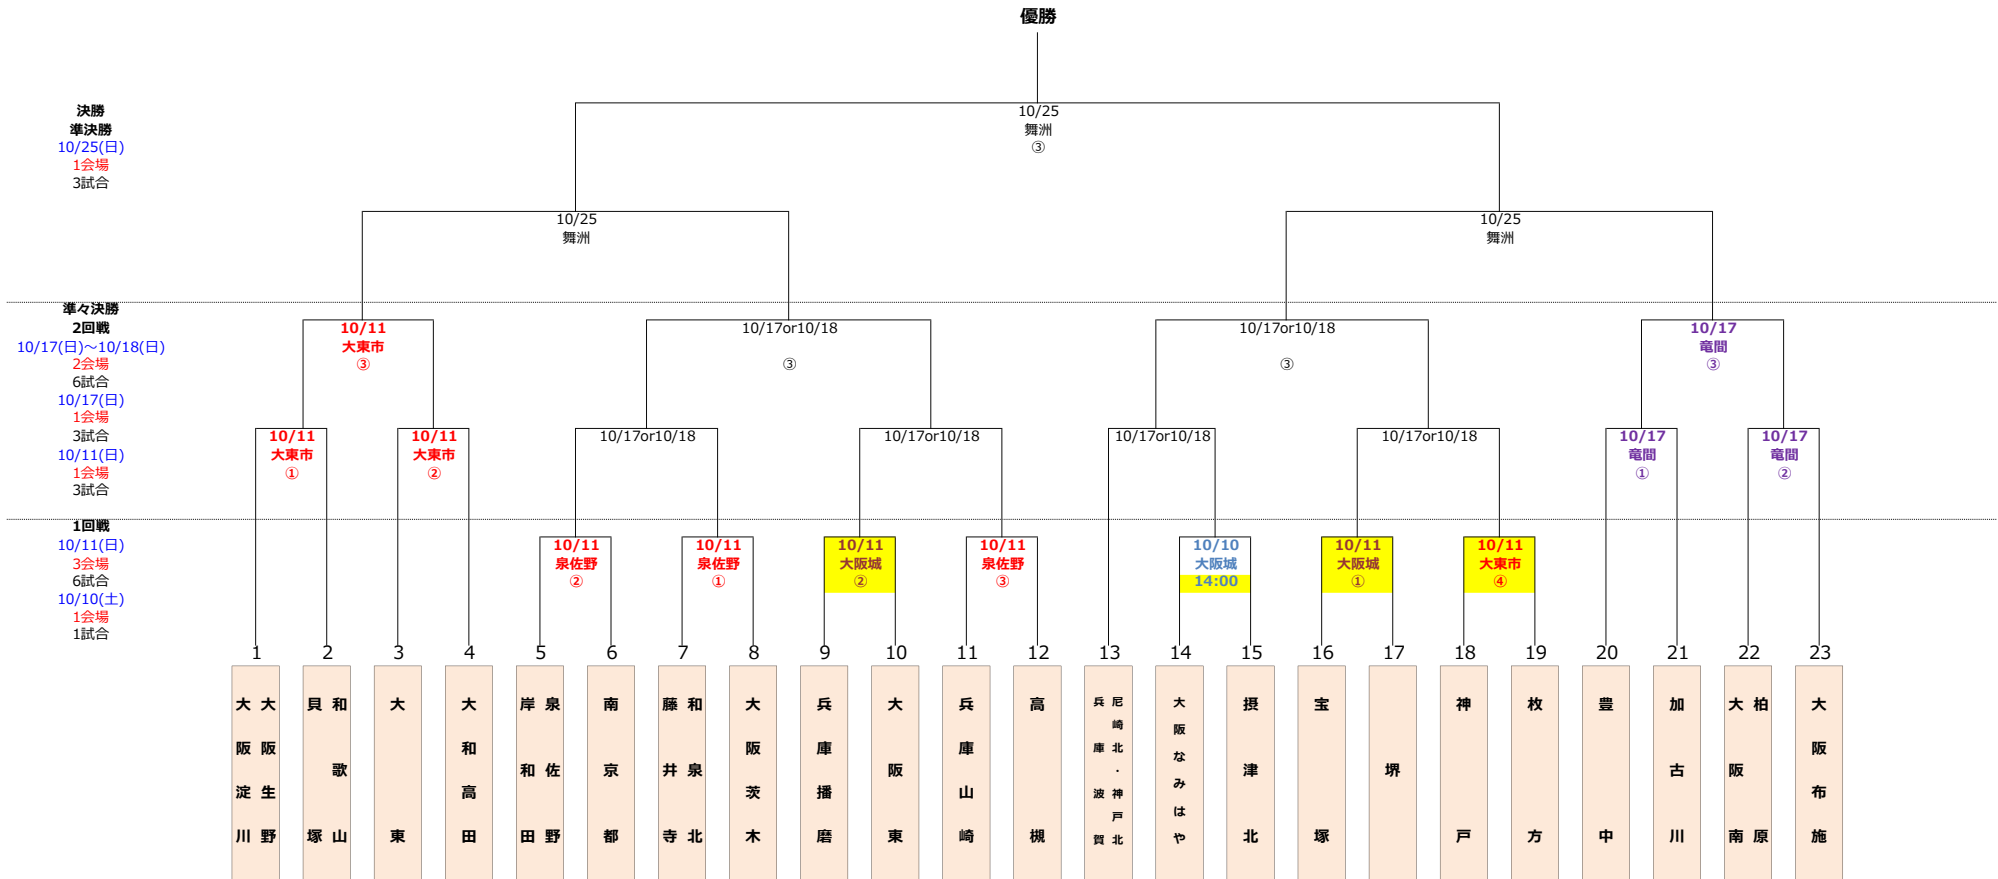 優勝
決勝
準決勝
10/25(日)
1会場
3試合
10/25
舞洲
③
10/25
舞洲
10/25
舞洲
準々決勝
2回戦
10/17(日)～10/18(日)
2会場
6試合
10/17(日)
1会場
3試合
10/11(日)
1会場
3試合
10/11
大東市
③
10/17or10/18
③
10/17or10/18
③
10/17
竜間
③
10/11
大東市
①
10/11
大東市
②
10/17or10/18
10/17or10/18
10/17or10/18
10/17or10/18
10/17
竜間
①
10/17
竜間
②
1回戦
10/11(日)
3会場
6試合
10/10(土)
1会場
1試合
10/11
泉佐野
②
10/11
泉佐野
①
10/11
大阪城
②
10/11
泉佐野
③
10/10
大阪城
14:00
10/11
大阪城
①
10/11
大東市
④
1 2 3 4 5 6 7 8 9 10 11 12 13 14 15 16 17 18 19 20 21 22 23
大阪生野
大阪淀川
和歌山
貝塚
大東
大和高田
泉佐野
岸和田
南京都
和泉北
藤井寺
大阪茨木
兵庫播磨
大阪東
兵庫山崎
高槻
尼崎北・神戸北
兵庫波賀
大阪なみはや
摂津北
宝塚
堺
神戸
枚方
豊中
加古川
柏原
大阪南
大阪布施